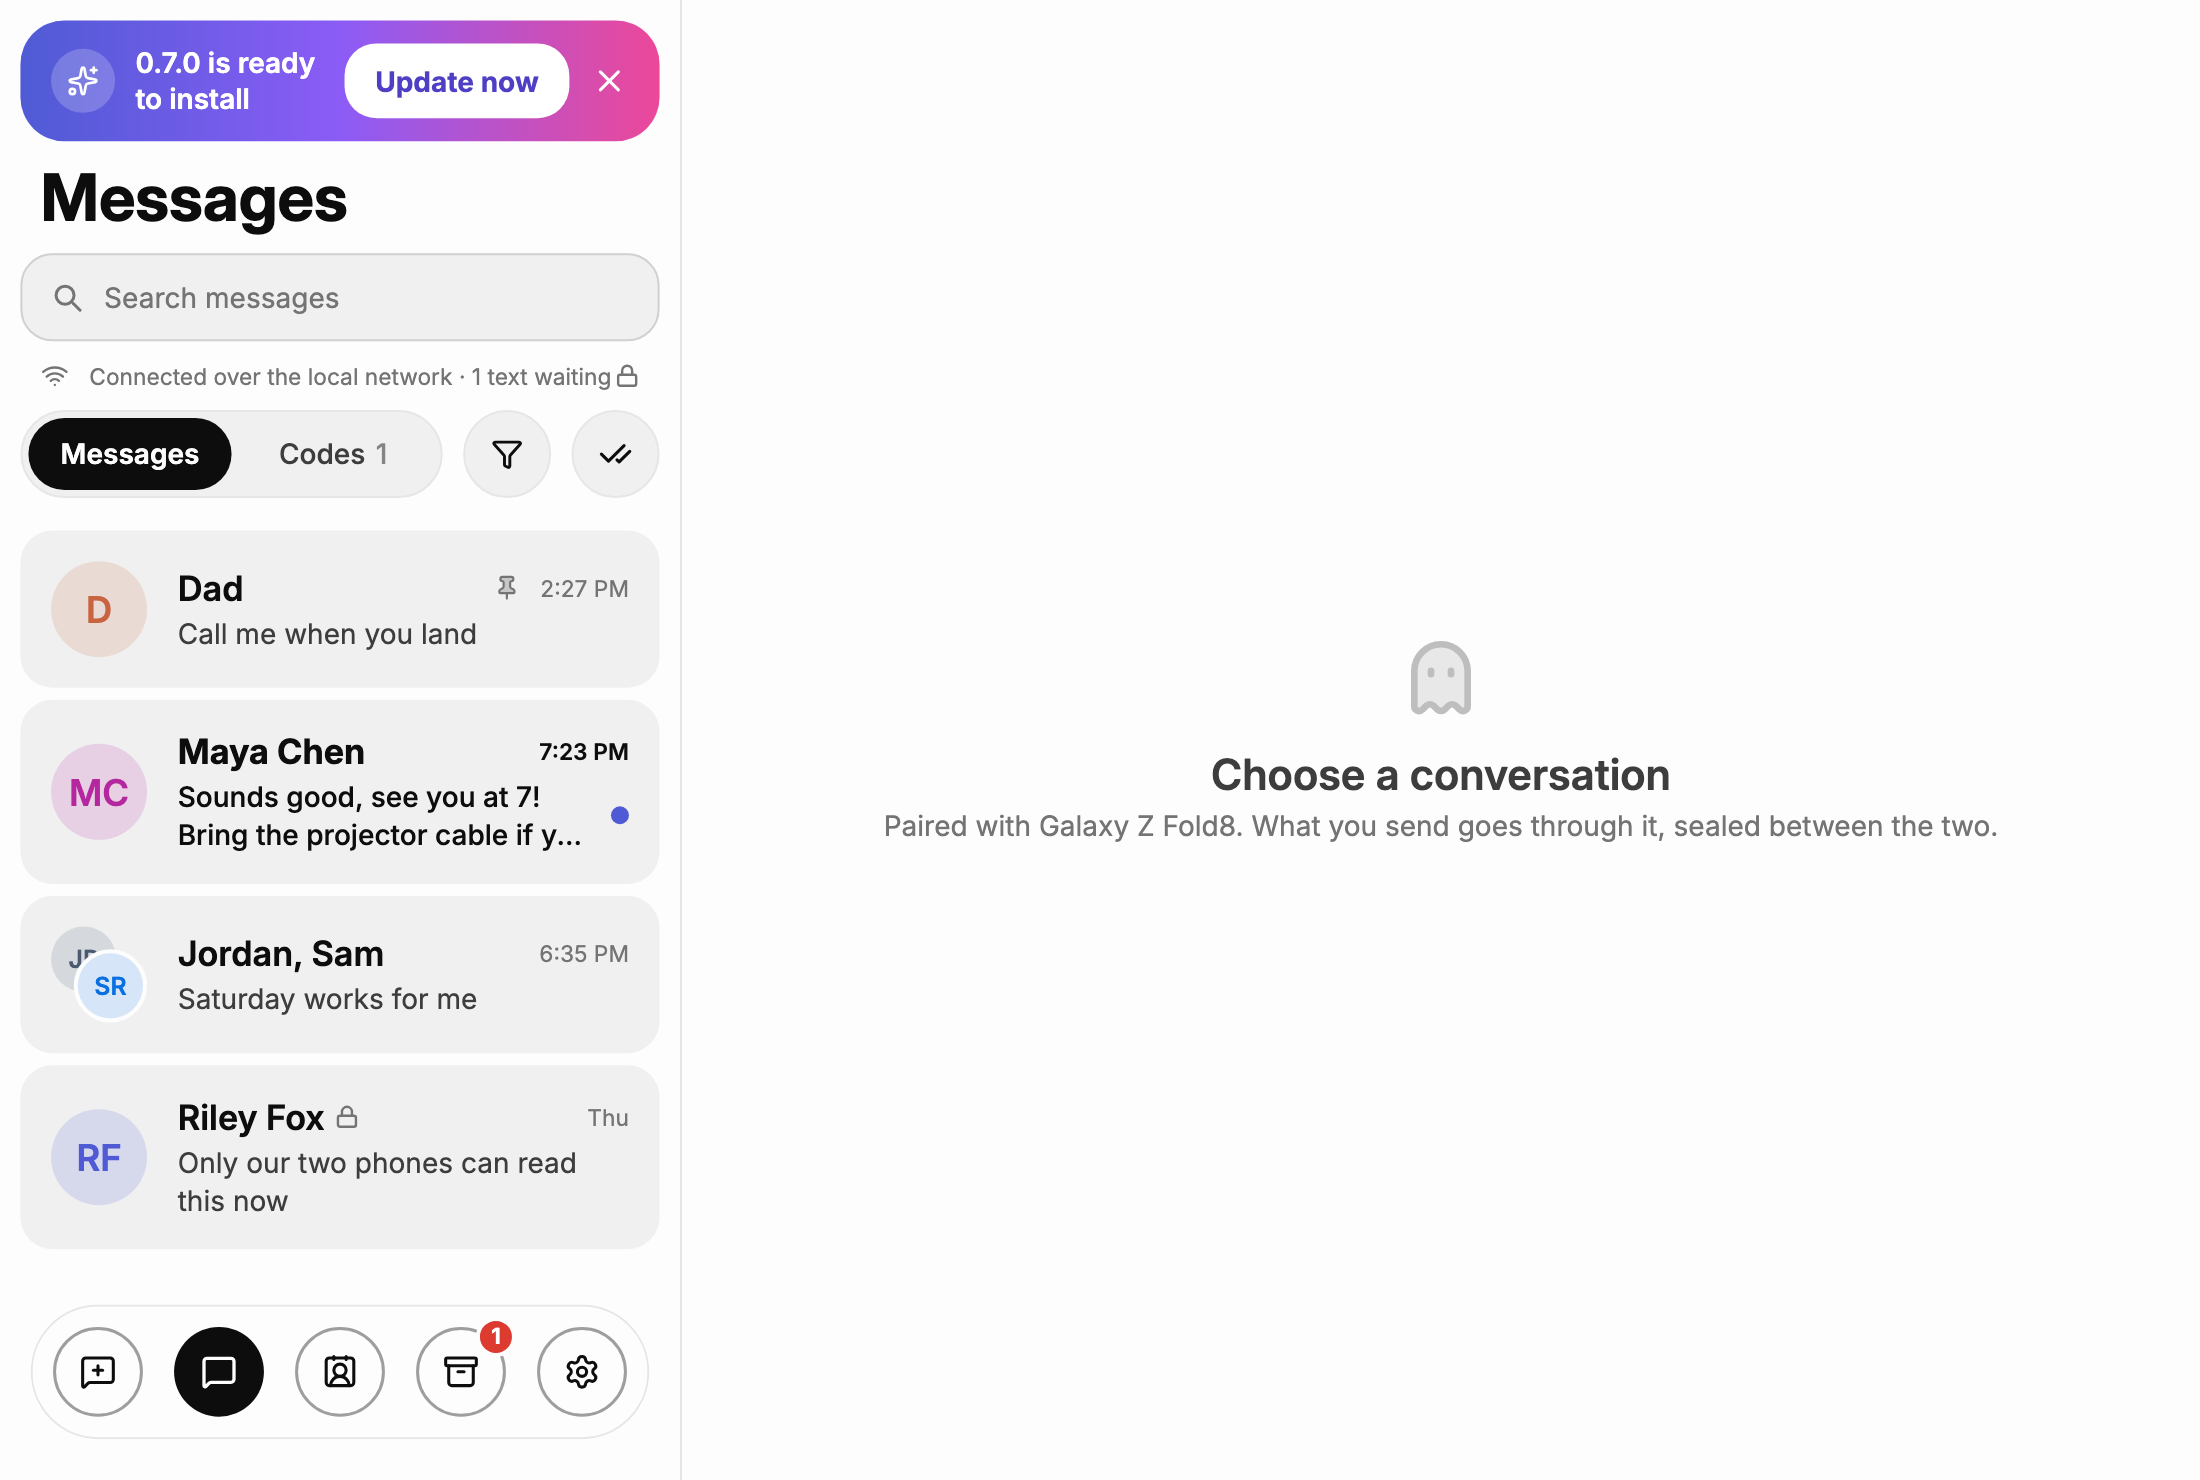 0.7.0 is ready
to install
Update now
Messages
Search messages
Connected over the local network · 1 text waiting
Messages
Codes 1
D
Dad
2:27 PM
Call me when you land
MC
Maya Chen
7:23 PM
Sounds good, see you at 7!
Bring the projector cable if y...
SR
Jordan, Sam
6:35 PM
Saturday works for me
RF
Riley Fox
Thu
Only our two phones can read
this now
1
Choose a conversation
Paired with Galaxy Z Fold8. What you send goes through it, sealed between the two.